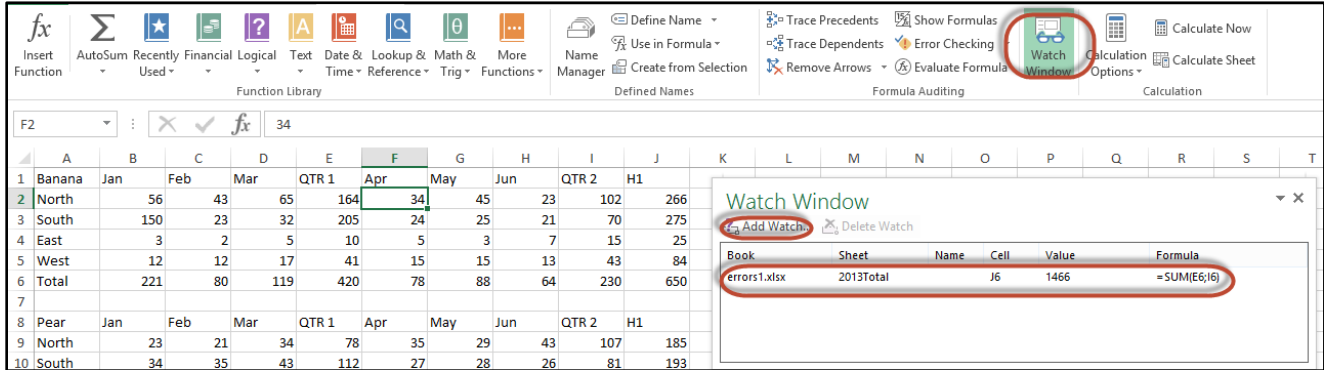 fx Σ ? A θ ...
Insert Function AutoSum Recently Used Financial Logical Text Date & Time Lookup & Reference Math & Trig More Functions
Function Library
Name Manager
Define Name
Use in Formula
Create from Selection
Defined Names
Trace Precedents Show Formulas
Trace Dependents Error Checking
Remove Arrows Evaluate Formula
Watch Window
Formula Auditing
Calculation Options
Calculate Now
Calculate Sheet
Calculation
F2 fx 34
A B C D E F G H I J K L M N O P Q R S T
1 Banana Jan Feb Mar QTR 1 Apr May Jun QTR 2 H1
2 North 56 43 65 164 34 45 23 102 266
3 South 150 23 32 205 24 25 21 70 275
4 East 3 2 5 10 5 3 7 15 25
5 West 12 12 17 41 15 15 13 43 84
6 Total 221 80 119 420 78 88 64 230 650
7
8 Pear Jan Feb Mar QTR 1 Apr May Jun QTR 2 H1
9 North 23 21 34 78 35 29 43 107 185
10 South 34 35 43 112 27 28 26 81 193
Watch Window
Add Watch... Delete Watch
Book Sheet Name Cell Value Formula
errors1.xlsx 2013Total J6 1466 =SUM(E6;I6)